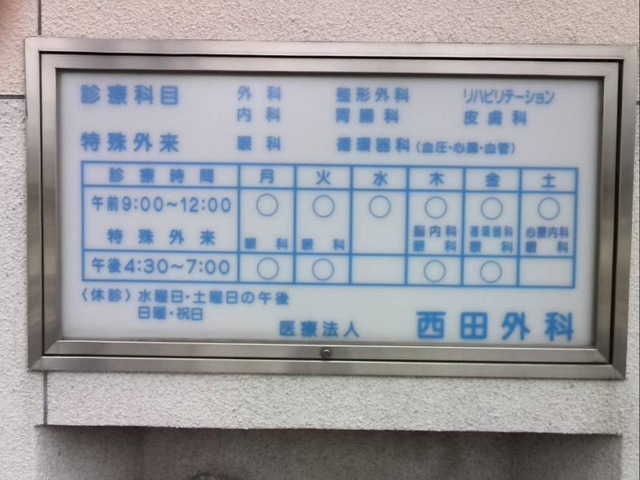 診療科目 外科 整形外科 リハビリテーション
内科 胃腸科 皮膚科
特殊外来 眼科 循環器科(血圧・心臓・血管)
診療時間 月 火 水 木 金 土
午前9:00〜12:00 ○ ○ ○ ○ ○ ○
特殊外来 眼科 眼科 脳内科 眼科 循環器科 眼科 心療内科 眼科
午後4:30〜7:00 ○ ○ ○ ○
〈休診〉水曜日・土曜日の午後
日曜・祝日
医療法人 西田外科